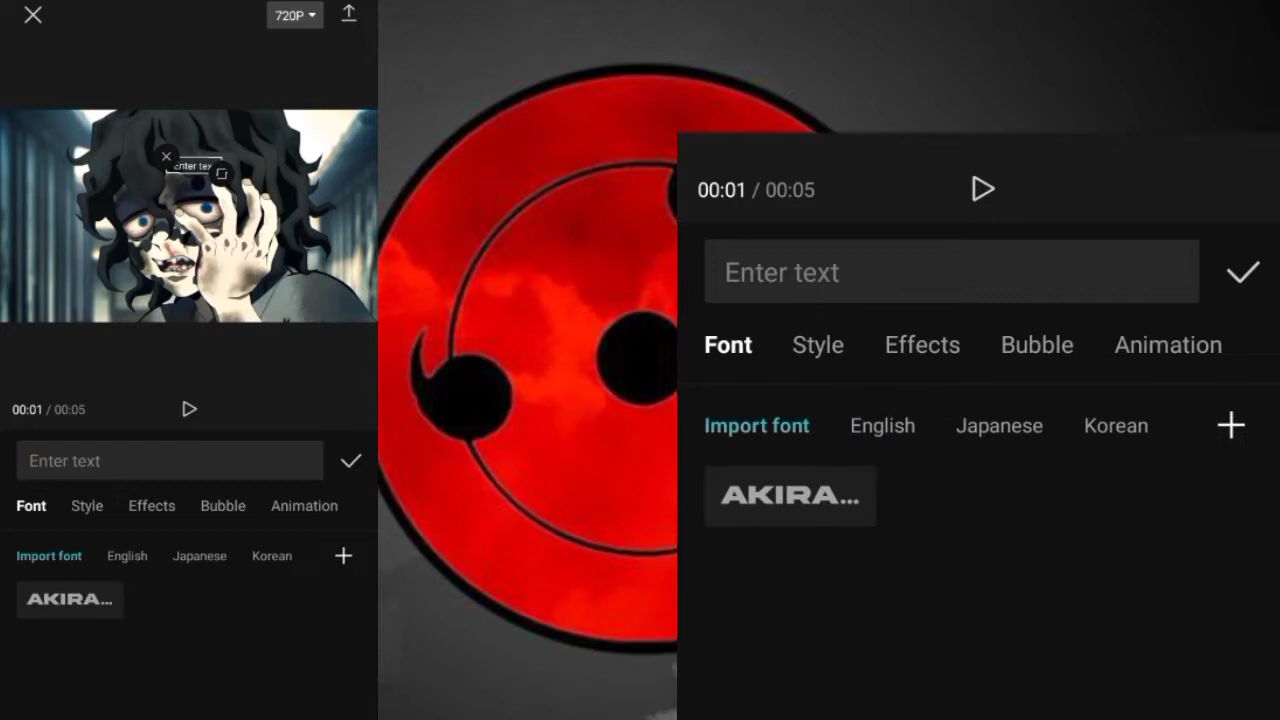 720P
Enter tex
00:01 / 00:05
Enter text
Font Style Effects Bubble Animation
Import font English Japanese Korean
AKIRA...
00:01 / 00:05
Enter text
Font Style Effects Bubble Animation
Import font English Japanese Korean
AKIRA...